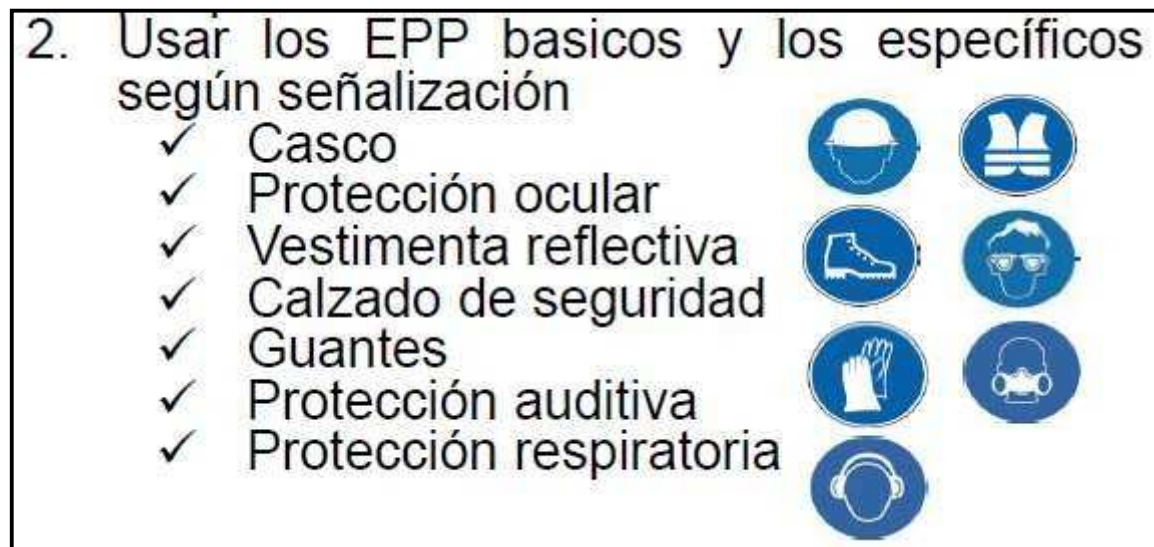 2. Usar los EPP basicos y los específicos
según señalización
✓ Casco
✓ Protección ocular
✓ Vestimenta reflectiva
✓ Calzado de seguridad
✓ Guantes
✓ Protección auditiva
✓ Protección respiratoria